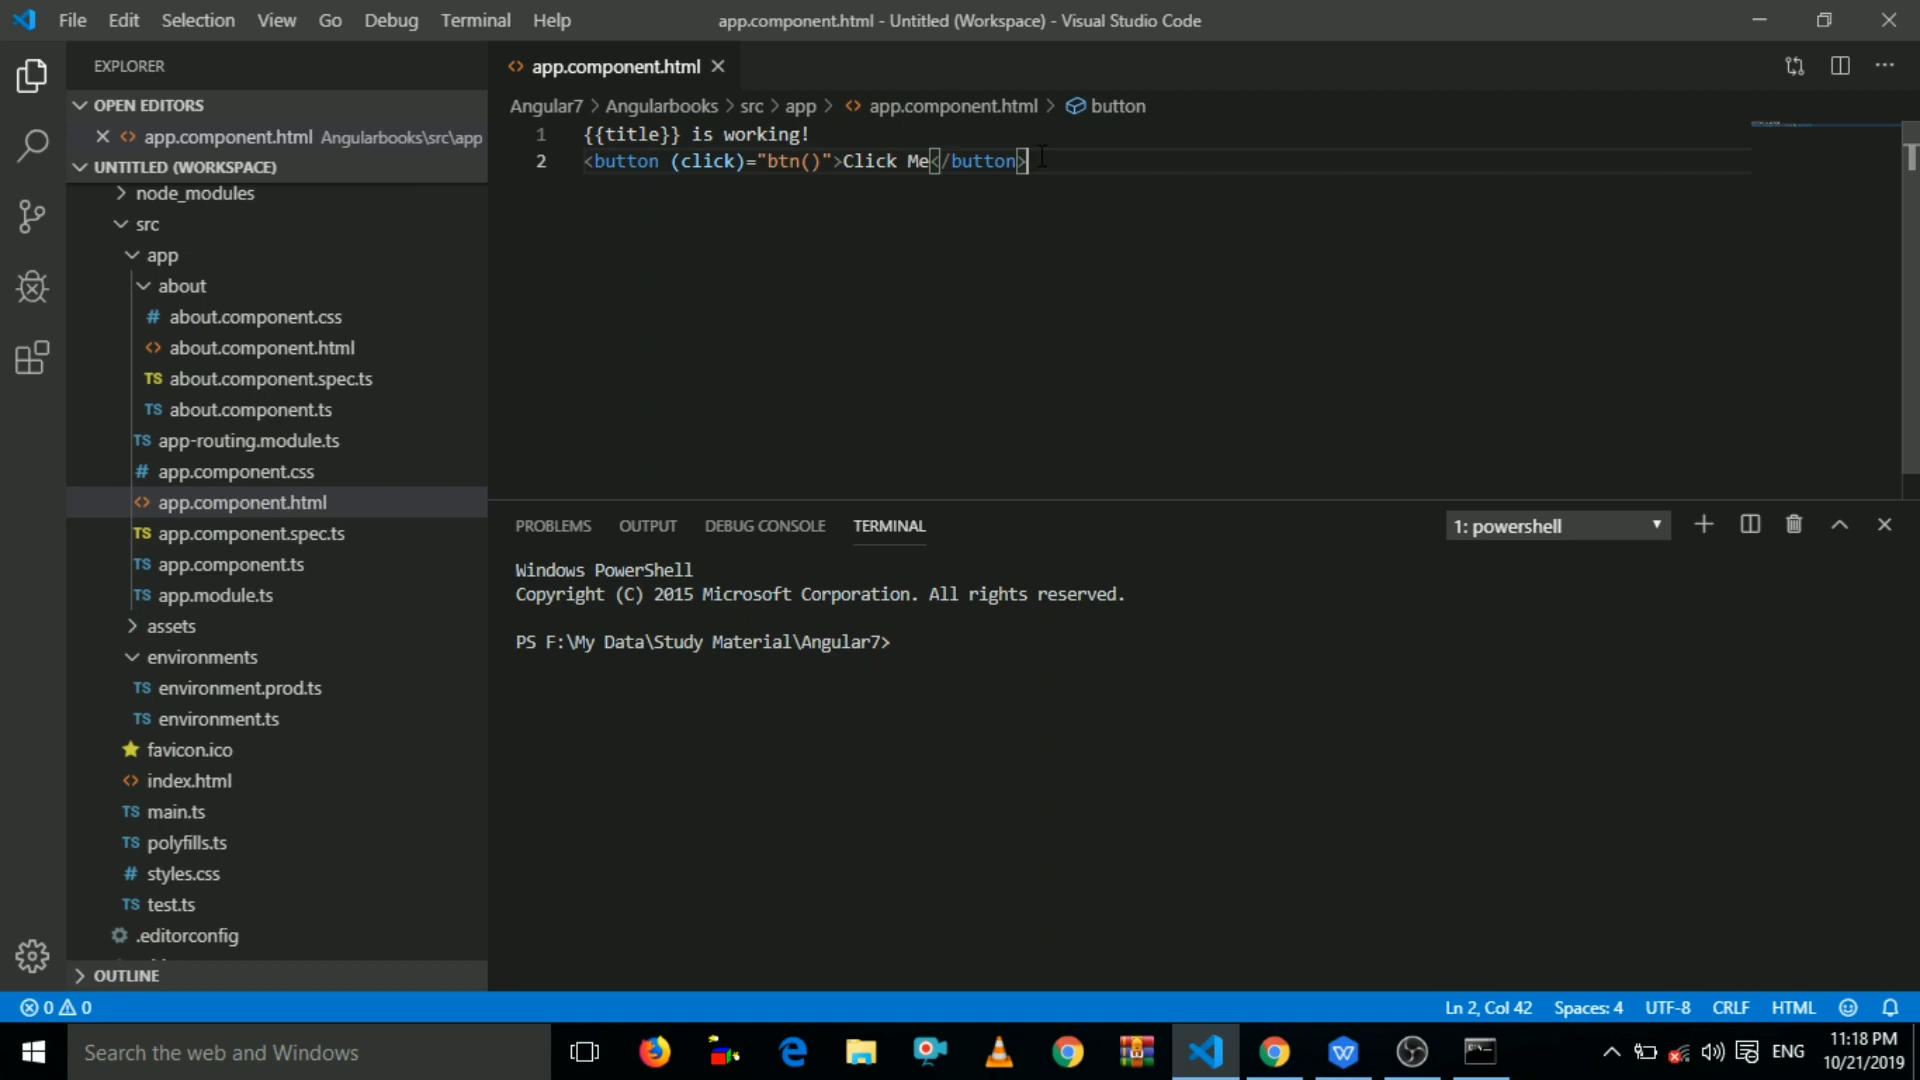 File Edit Selection View Go Debug Terminal Help
app.component.html - Untitled (Workspace) - Visual Studio Code
EXPLORER
OPEN EDITORS
app.component.html Angularbooks\src\app
UNTITLED (WORKSPACE)
node_modules
src
app
about
about.component.css
about.component.html
about.component.spec.ts
about.component.ts
app-routing.module.ts
app.component.css
app.component.html
app.component.spec.ts
app.component.ts
app.module.ts
assets
environments
environment.prod.ts
environment.ts
favicon.ico
index.html
main.ts
polyfills.ts
styles.css
test.ts
.editorconfig
OUTLINE
app.component.html
Angular7 > Angularbooks > src > app > app.component.html > button
1 {{title}} is working!
2 <button (click)="btn()">Click Me</button>
PROBLEMS OUTPUT DEBUG CONSOLE TERMINAL
1: powershell
Windows PowerShell
Copyright (C) 2015 Microsoft Corporation. All rights reserved.
PS F:\My Data\Study Material\Angular7>
0 0
Ln 2, Col 42 Spaces: 4 UTF-8 CRLF HTML
Search the web and Windows
ENG
11:18 PM
10/21/2019